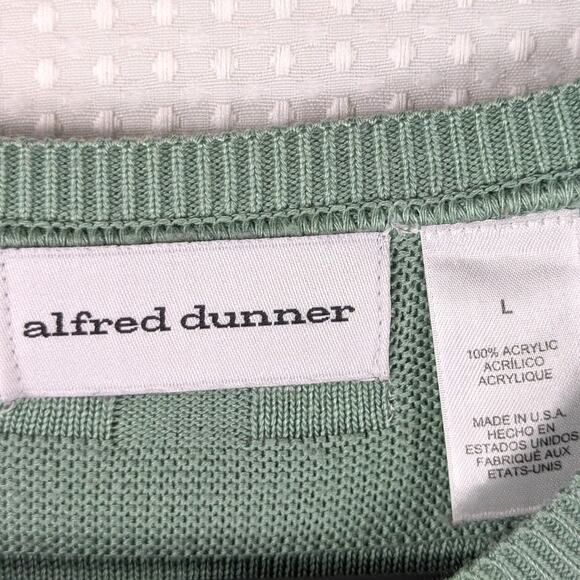 alfred dunner
L
100% ACRYLIC
ACRÍLICO
ACRYLIQUE
MADE IN U.S.A.
HECHO EN
ESTADOS UNIDOS
FABRIQUÉ AUX
ETATS-UNIS